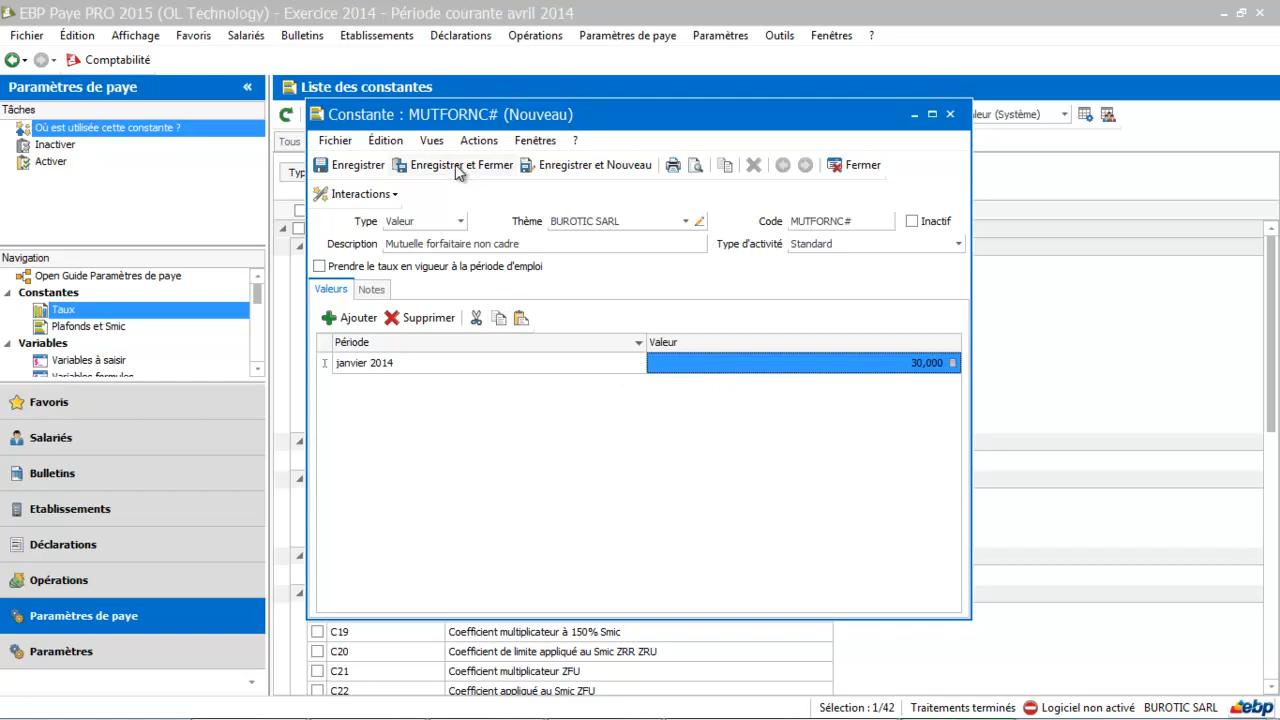 EBP Paye PRO 2015 (OL Technology) - Exercice 2014 - Période courante avril 2014
Fichier Édition Affichage Favoris Salariés Bulletins Etablissements Déclarations Opérations Paramètres de paye Paramètres Outils Fenêtres ?
Comptabilité
Paramètres de paye «
Tâches
Où est utilisée cette constante ?
Inactiver
Activer
Navigation
Open Guide Paramètres de paye
Constantes
Taux
Plafonds et Smic
Variables
Variables à saisir
Variables formules
Favoris
Salariés
Bulletins
Etablissements
Déclarations
Opérations
Paramètres de paye
Paramètres
Liste des constantes
aleur (Système)
Tous
Typ
Constante : MUTFORNC# (Nouveau)
Fichier Édition Vues Actions Fenêtres ?
Enregistrer Enregistrer et Fermer Enregistrer et Nouveau Fermer
Interactions
Type Valeur Thème BUROTIC SARL Code MUTFORNC# Inactif
Description Mutuelle forfaitaire non cadre Type d'activité Standard
Prendre le taux en vigueur à la période d'emploi
Valeurs Notes
Ajouter Supprimer
Période Valeur
janvier 2014 30,000
C19 Coefficient multiplicateur à 150% Smic
C20 Coefficient de limite appliqué au Smic ZRR ZRU
C21 Coefficient multiplicateur ZFU
C22 Coefficient appliqué au Smic ZFU
Sélection : 1/42 Traitements terminés Logiciel non activé BUROTIC SARL ebp